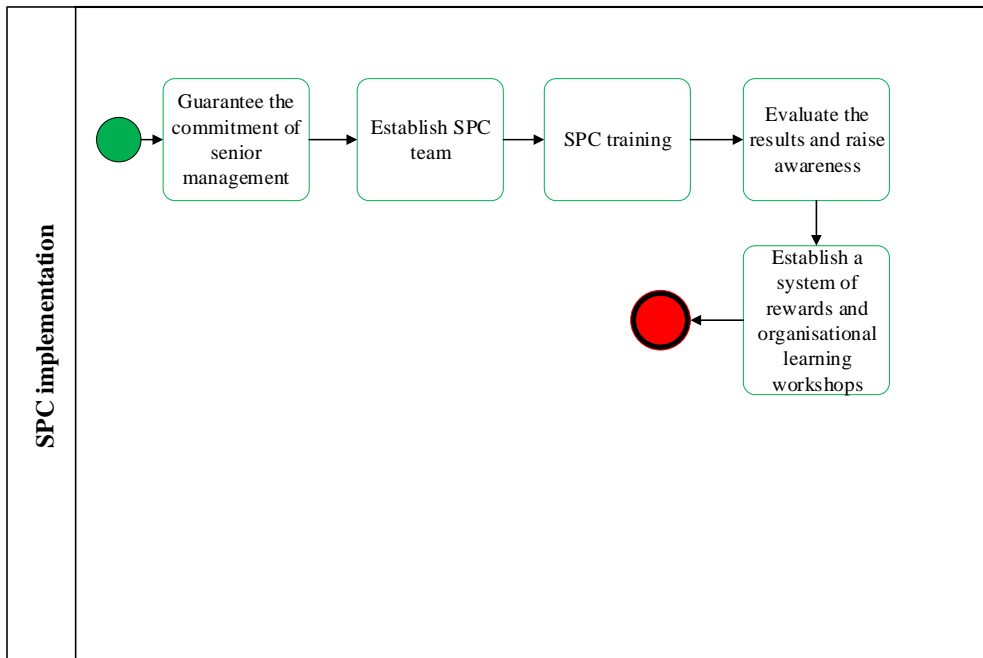 SPC implementation
Guarantee the
commitment of
senior
management
Establish SPC
team
SPC training
Evaluate the
results and raise
awareness
Establish a
system of
rewards and
organisational
learning
workshops